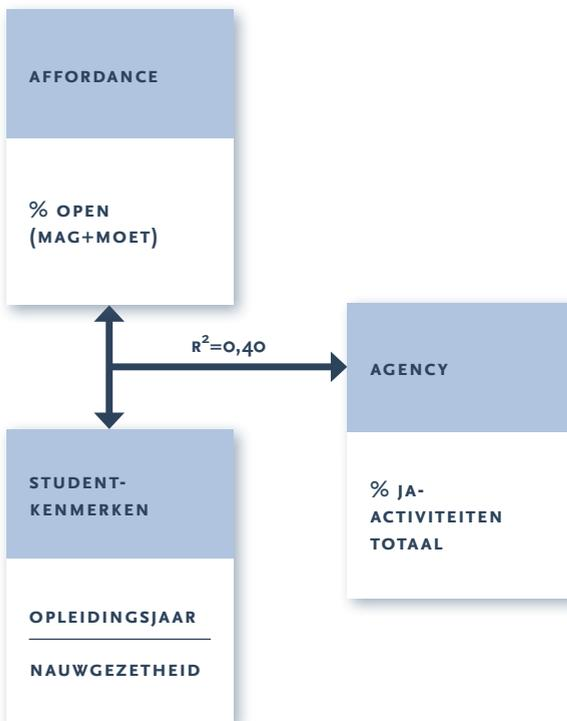 AFFORDANCE
% OPEN
(MAG+MOET)
R²=0,40
AGENCY
% JA-
ACTIVITEITEN
TOTAAL
STUDENT-
KENMERKEN
OPLEIDINGSJAAR
NAUWGEZETHEID